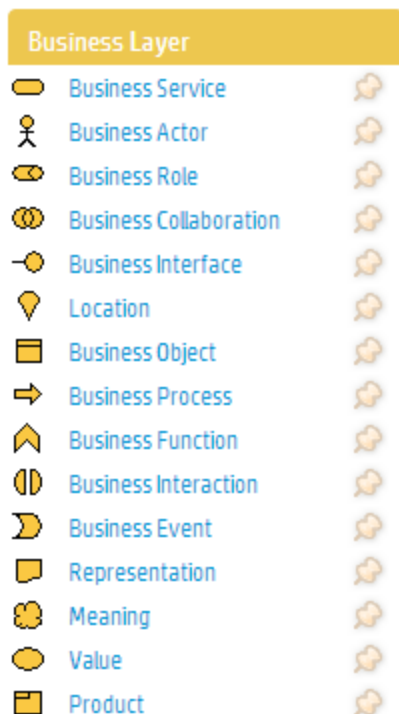 Business Layer
Business Service
Business Actor
Business Role
Business Collaboration
Business Interface
Location
Business Object
Business Process
Business Function
Business Interaction
Business Event
Representation
Meaning
Value
Product